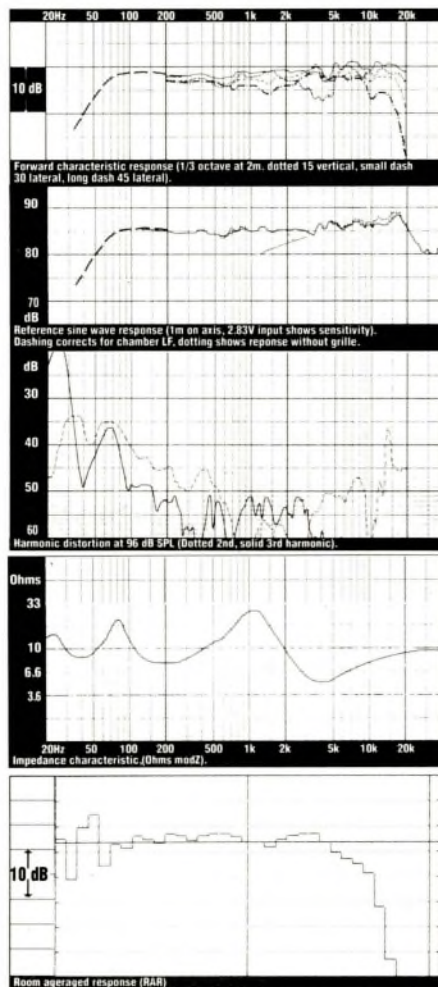 20Hz 50 100 200 500 1k 2k 5k 10k 20k
10 dB
Forward characteristic response (1/3 octave at 2m. dotted 15 vertical, small dash
30 lateral, long dash 45 lateral).
90
80
70
dB
Reference sine wave response (1m on axis, 2.83V input shows sensitivity).
Dashing corrects for chamber LF, dotting shows reponse without grille.
dB
30
40
50
60
Harmonic distortion at 96 dB SPL (Dotted 2nd, solid 3rd harmonic).
Ohms
33
10
6.6
3.6
20Hz 50 100 200 500 1k 2k 5k 10k 20k
Impedance characteristic.(Ohms modZ).
10 dB
Room ageraged response (RAR)